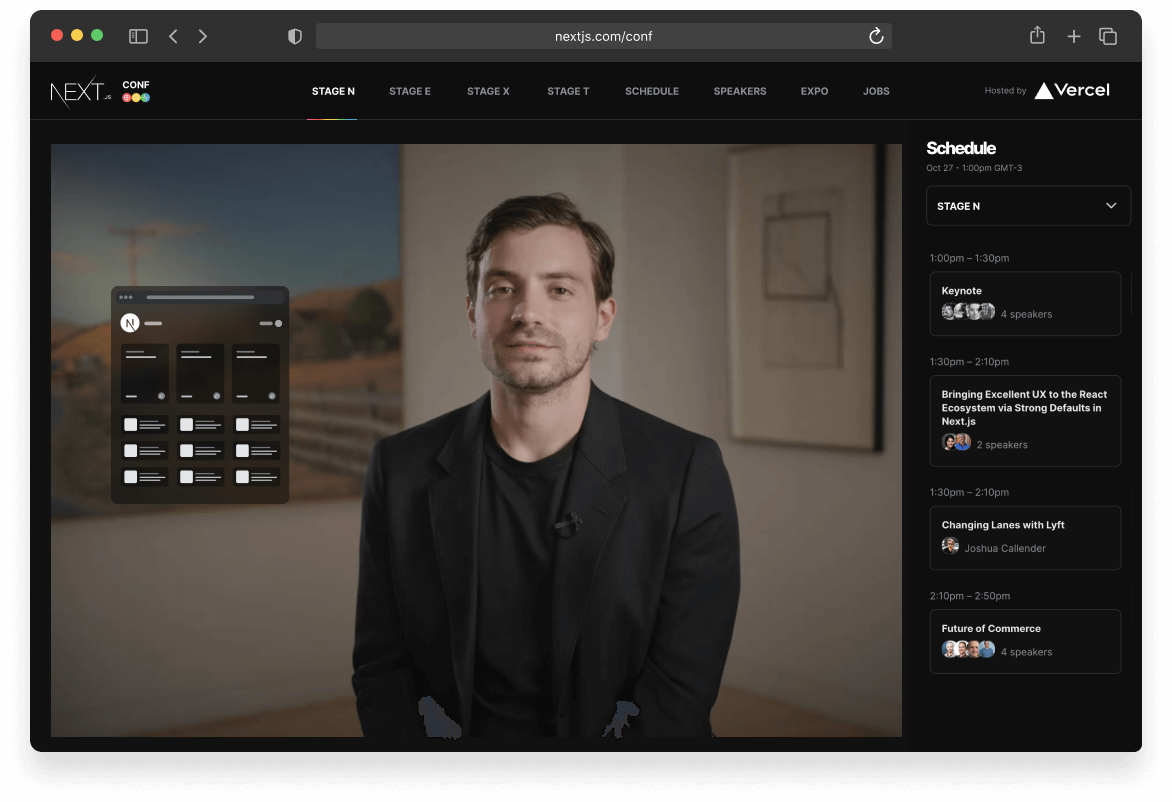 nextjs.com/conf
NEXT.JS
CONF
STAGE N
STAGE E
STAGE X
STAGE T
SCHEDULE
SPEAKERS
EXPO
JOBS
Hosted by
Vercel
N
Schedule
Oct 27 - 1:00pm GMT-3
STAGE N
1:00pm – 1:30pm
Keynote
4 speakers
1:30pm – 2:10pm
Bringing Excellent UX to the React
Ecosystem via Strong Defaults in
Next.js
2 speakers
1:30pm – 2:10pm
Changing Lanes with Lyft
Joshua Callender
2:10pm – 2:50pm
Future of Commerce
4 speakers